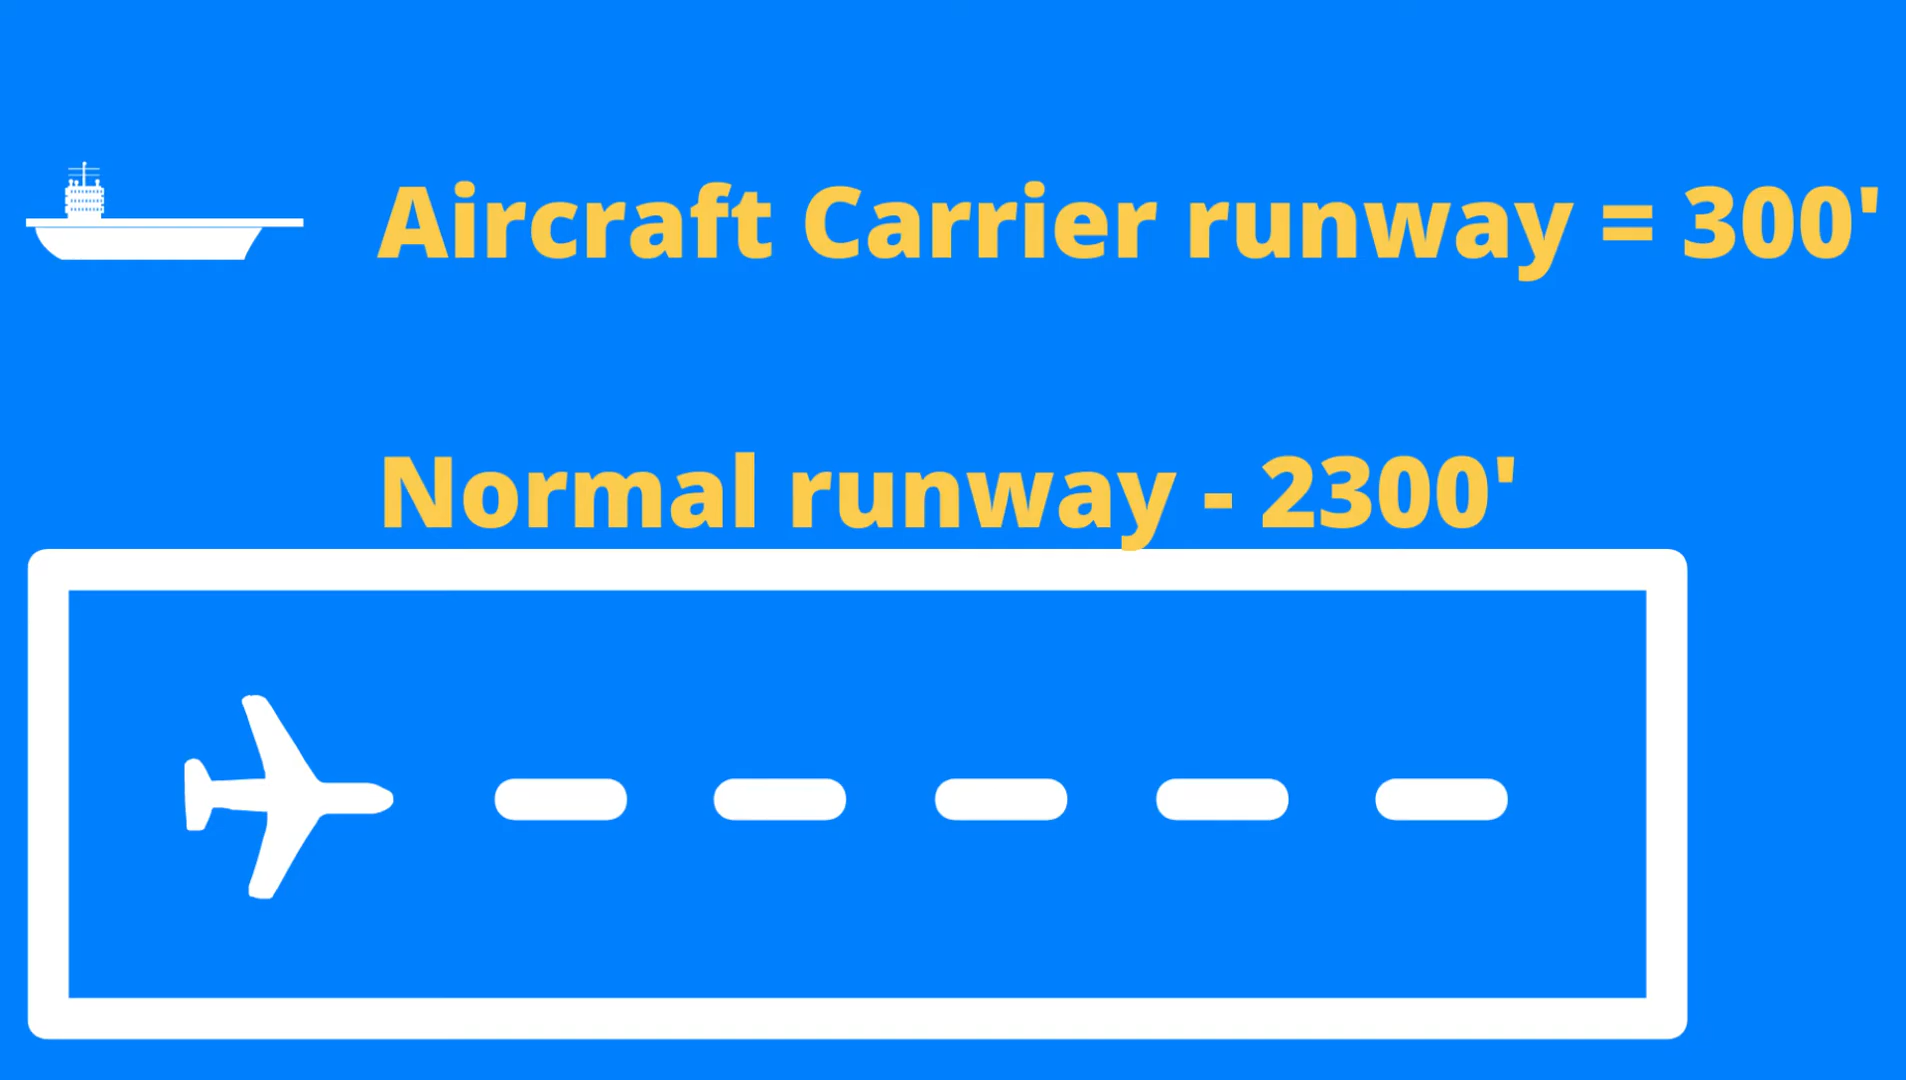 Aircraft Carrier runway = 300'
Normal runway - 2300'